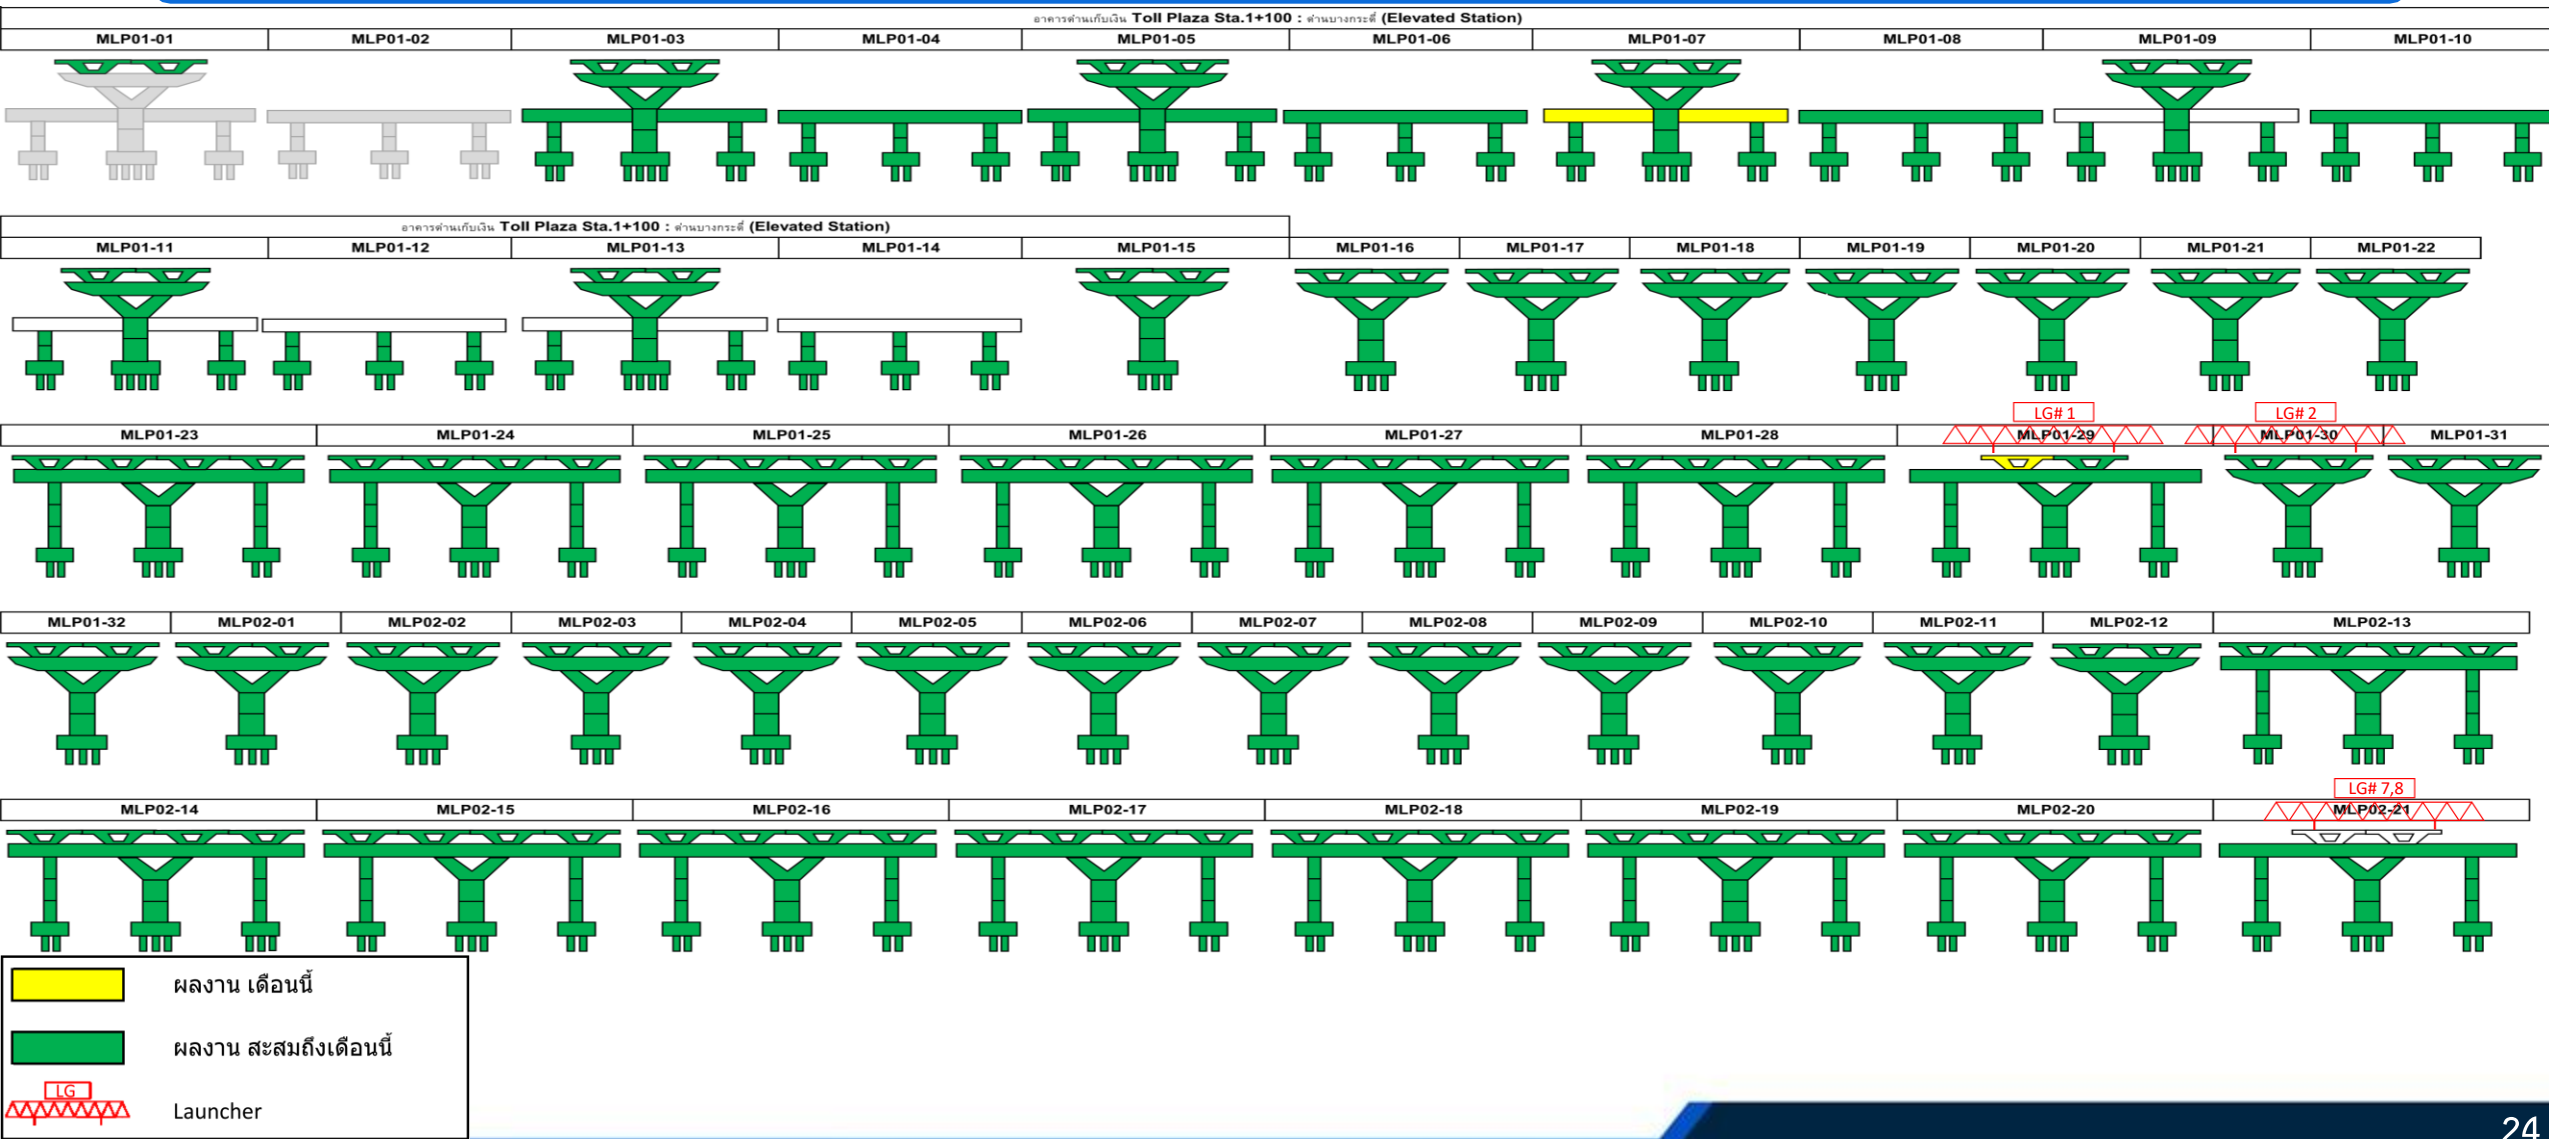 อาคารด่านเก็บเงิน Toll Plaza Sta.1+100 : ด่านบางกระดี่ (Elevated Station)
MLP01-01 MLP01-02 MLP01-03 MLP01-04 MLP01-05 MLP01-06 MLP01-07 MLP01-08 MLP01-09 MLP01-10
อาคารด่านเก็บเงิน Toll Plaza Sta.1+100 : ด่านบางกระดี่ (Elevated Station)
MLP01-11 MLP01-12 MLP01-13 MLP01-14 MLP01-15 MLP01-16 MLP01-17 MLP01-18 MLP01-19 MLP01-20 MLP01-21 MLP01-22
LG# 1 LG# 2
MLP01-23 MLP01-24 MLP01-25 MLP01-26 MLP01-27 MLP01-28 MLP01-29 MLP01-30 MLP01-31
MLP01-32 MLP02-01 MLP02-02 MLP02-03 MLP02-04 MLP02-05 MLP02-06 MLP02-07 MLP02-08 MLP02-09 MLP02-10 MLP02-11 MLP02-12 MLP02-13
LG# 7,8
MLP02-14 MLP02-15 MLP02-16 MLP02-17 MLP02-18 MLP02-19 MLP02-20 MLP02-21
ผลงาน เดือนนี้
ผลงาน สะสมถึงเดือนนี้
LG
Launcher
24